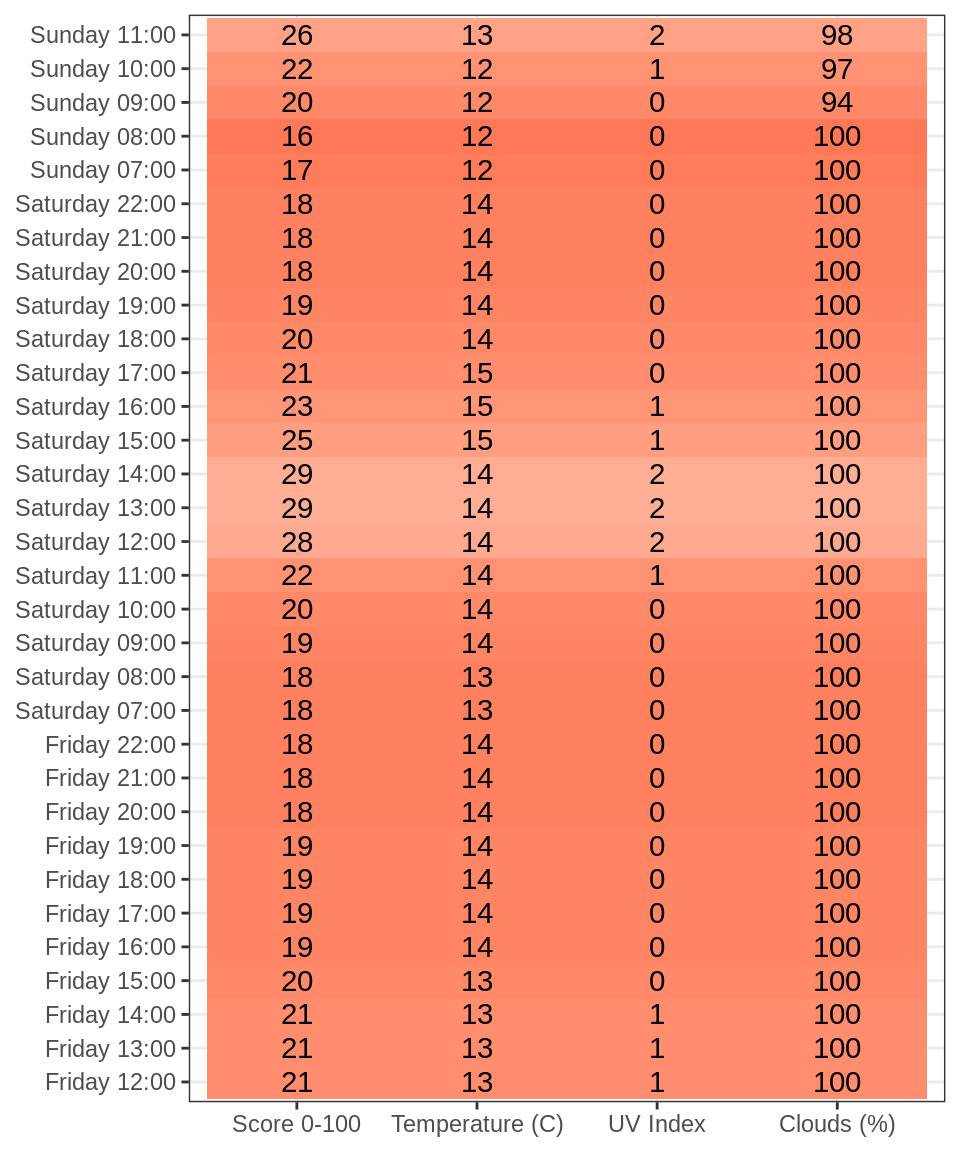 Sunday 11:00 26 13 2 98
Sunday 10:00 22 12 1 97
Sunday 09:00 20 12 0 94
Sunday 08:00 16 12 0 100
Sunday 07:00 17 12 0 100
Saturday 22:00 18 14 0 100
Saturday 21:00 18 14 0 100
Saturday 20:00 18 14 0 100
Saturday 19:00 19 14 0 100
Saturday 18:00 20 14 0 100
Saturday 17:00 21 15 0 100
Saturday 16:00 23 15 1 100
Saturday 15:00 25 15 1 100
Saturday 14:00 29 14 2 100
Saturday 13:00 29 14 2 100
Saturday 12:00 28 14 2 100
Saturday 11:00 22 14 1 100
Saturday 10:00 20 14 0 100
Saturday 09:00 19 14 0 100
Saturday 08:00 18 13 0 100
Saturday 07:00 18 13 0 100
Friday 22:00 18 14 0 100
Friday 21:00 18 14 0 100
Friday 20:00 18 14 0 100
Friday 19:00 19 14 0 100
Friday 18:00 19 14 0 100
Friday 17:00 19 14 0 100
Friday 16:00 19 14 0 100
Friday 15:00 20 13 0 100
Friday 14:00 21 13 1 100
Friday 13:00 21 13 1 100
Friday 12:00 21 13 1 100
Score 0-100 Temperature (C) UV Index Clouds (%)